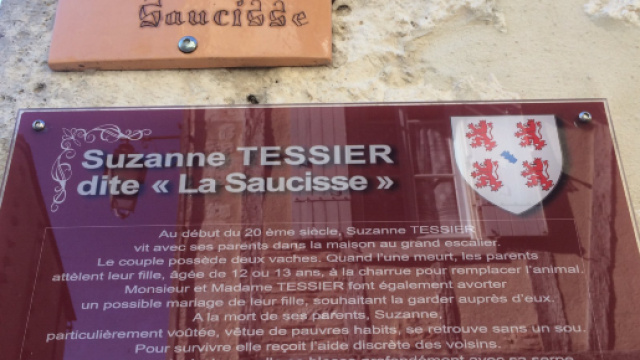 Saucisse
Suzanne TESSIER
dite « La Saucisse »
Au début du 20 ème siècle, Suzanne TESSIER
vit avec ses parents dans la maison au grand escalier.
Le couple possède deux vaches. Quand l'une meurt, les parents
attèlent leur fille, âgée de 12 ou 13 ans, à la charrue pour remplacer l'animal.
Monsieur et Madame TESSIER font également avorter
un possible mariage de leur fille, souhaitant la garder auprès d'eux.
A la mort de ses parents, Suzanne,
particulièrement voûtée, vêtue de pauvres habits, se retrouve sans un sou.
Pour survivre elle reçoit l'aide discrète des voisins.
profondément avec sa serpe